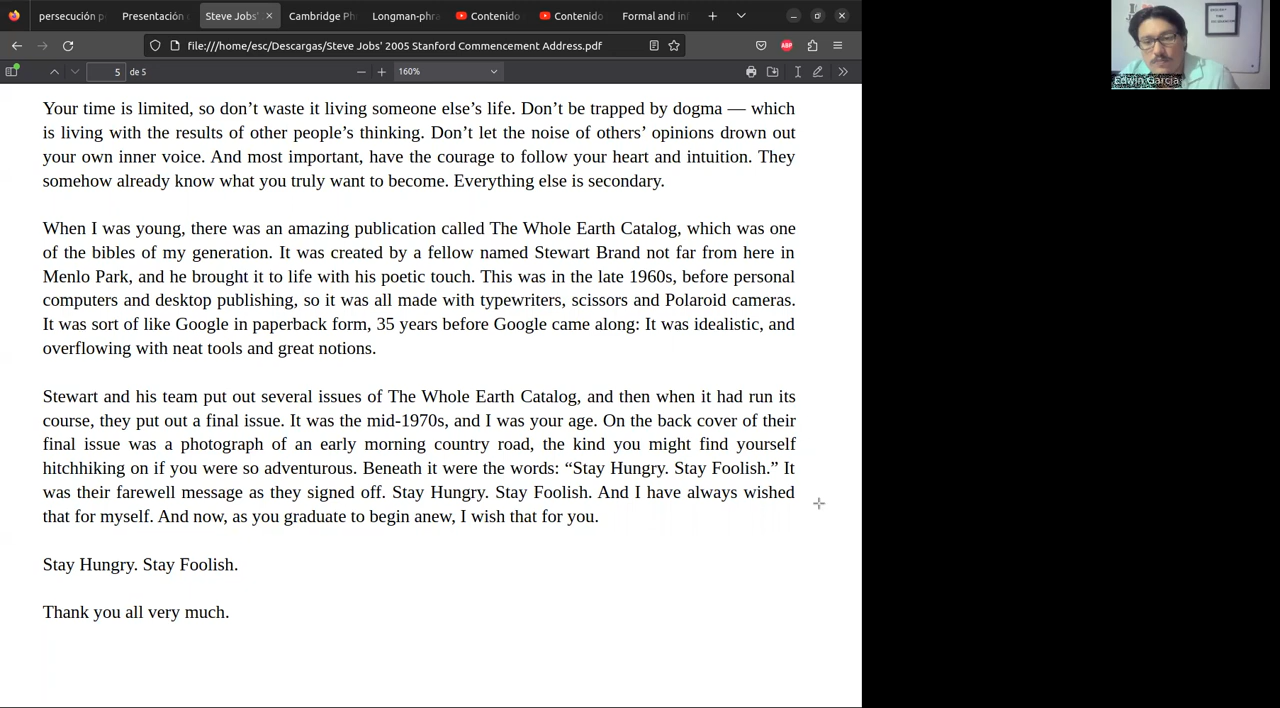 persecución p
Presentación
Steve Jobs'
Cambridge Ph
Longman-phra
Contenido
Contenido
Formal and inf
file:///home/esc/Descargas/Steve Jobs' 2005 Stanford Commencement Address.pdf
ABP
5 de 5
160%
Your time is limited, so don’t waste it living someone else’s life. Don’t be trapped by dogma — which
is living with the results of other people’s thinking. Don’t let the noise of others’ opinions drown out
your own inner voice. And most important, have the courage to follow your heart and intuition. They
somehow already know what you truly want to become. Everything else is secondary.
When I was young, there was an amazing publication called The Whole Earth Catalog, which was one
of the bibles of my generation. It was created by a fellow named Stewart Brand not far from here in
Menlo Park, and he brought it to life with his poetic touch. This was in the late 1960s, before personal
computers and desktop publishing, so it was all made with typewriters, scissors and Polaroid cameras.
It was sort of like Google in paperback form, 35 years before Google came along: It was idealistic, and
overflowing with neat tools and great notions.
Stewart and his team put out several issues of The Whole Earth Catalog, and then when it had run its
course, they put out a final issue. It was the mid-1970s, and I was your age. On the back cover of their
final issue was a photograph of an early morning country road, the kind you might find yourself
hitchhiking on if you were so adventurous. Beneath it were the words: “Stay Hungry. Stay Foolish.” It
was their farewell message as they signed off. Stay Hungry. Stay Foolish. And I have always wished
that for myself. And now, as you graduate to begin anew, I wish that for you.
Stay Hungry. Stay Foolish.
Thank you all very much.
Edwin Garcia